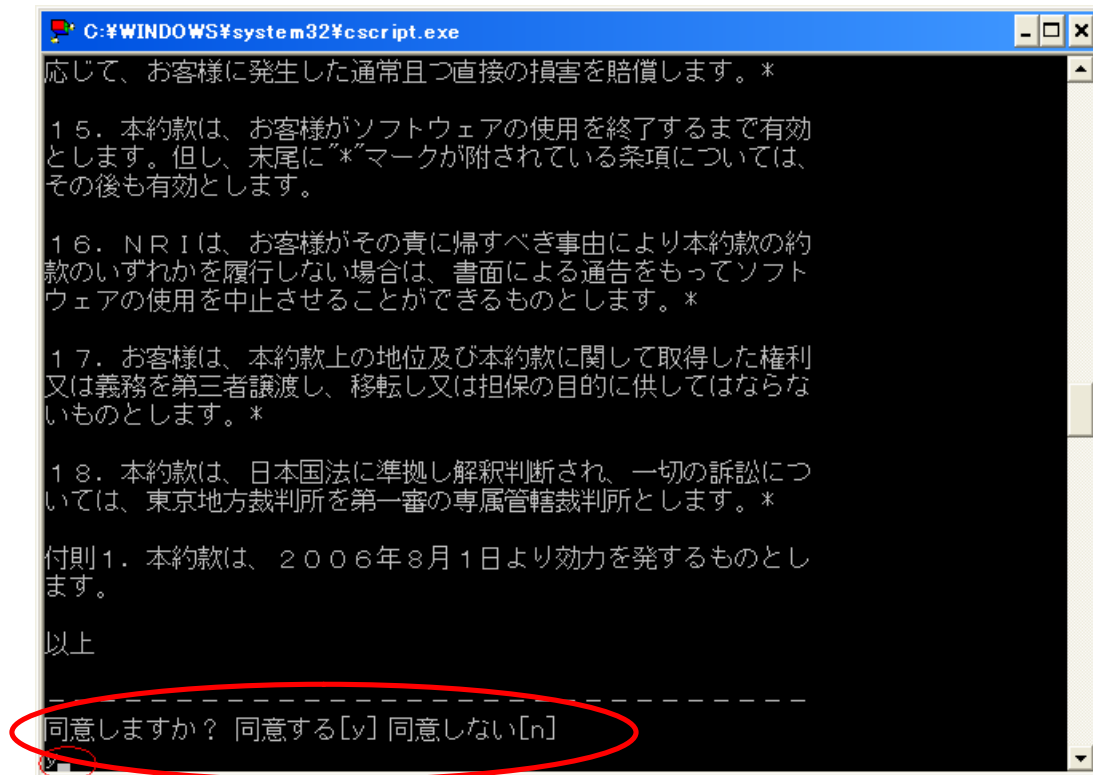 C:¥WINDOWS¥system32¥cscript.exe
応じて、お客様に発生した通常且つ直接の損害を賠償します。*
１５．本約款は、お客様がソフトウェアの使用を終了するまで有効
とします。但し、末尾に″*″マークが附されている条項については、
その後も有効とします。
１６．ＮＲＩは、お客様がその責に帰すべき事由により本約款の約
款のいずれかを履行しない場合は、書面による通告をもってソフト
ウェアの使用を中止させることができるものとします。*
１７．お客様は、本約款上の地位及び本約款に関して取得した権利
又は義務を第三者譲渡し、移転し又は担保の目的に供してはならな
いものとします。*
１８．本約款は、日本国法に準拠し解釈判断され、一切の訴訟につ
いては、東京地方裁判所を第一審の専属管轄裁判所とします。*
付則１．本約款は、２００６年８月１日より効力を発するものとし
ます。
以上
－－－－－－－－－－－－－－－－－－－－－－－－－－－－－－
同意しますか？ 同意する[y] 同意しない[n]
y